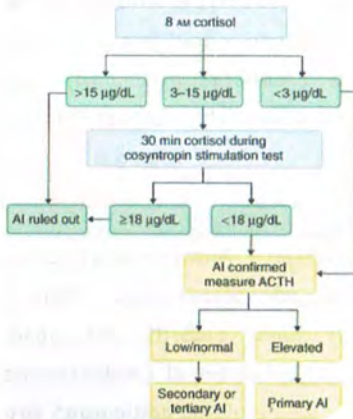 8 AM cortisol
>15 µg/dL
3–15 µg/dL
<3 µg/dL
30 min cortisol during
cosyntropin stimulation test
AI ruled out
≥18 µg/dL
<18 µg/dL
AI confirmed
measure ACTH
Low/normal
Elevated
Secondary or
tertiary AI
Primary AI